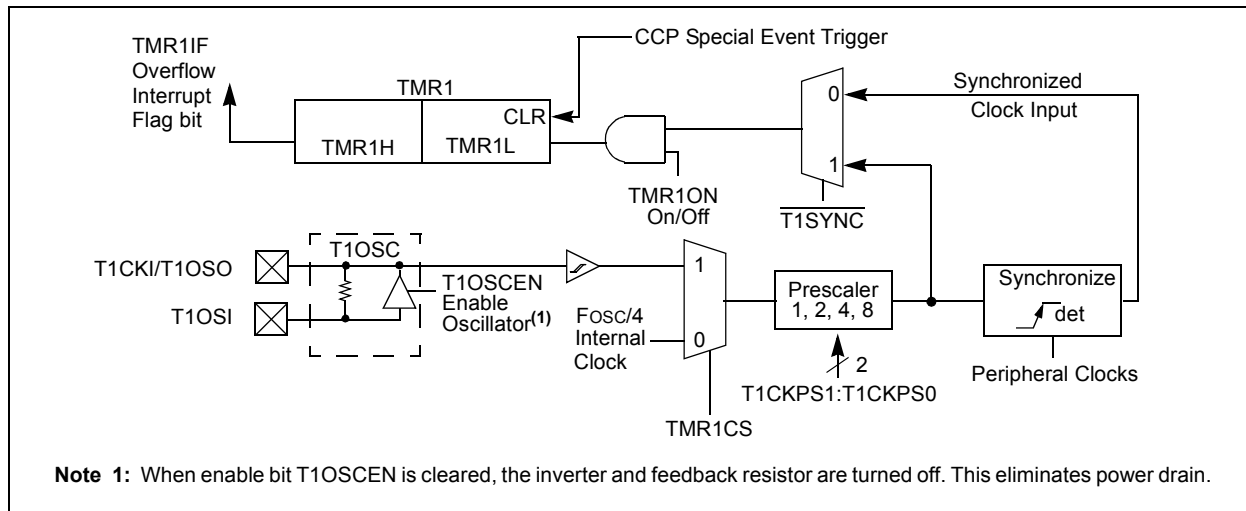 TMR1IF
Overflow
Interrupt
Flag bit
TMR1
CCP Special Event Trigger
CLR
TMR1H
TMR1L
TMR1ON
On/Off
0
1
T1SYNC
Synchronized
Clock Input
T1CKI/T1OSO
T1OSI
T1OSC
T1OSCEN
Enable
Oscillator(1)
FOSC/4
Internal
Clock
1
0
TMR1CS
Prescaler
1, 2, 4, 8
2
T1CKPS1:T1CKPS0
Synchronize
det
Peripheral Clocks
Note 1: When enable bit T1OSCEN is cleared, the inverter and feedback resistor are turned off. This eliminates power drain.